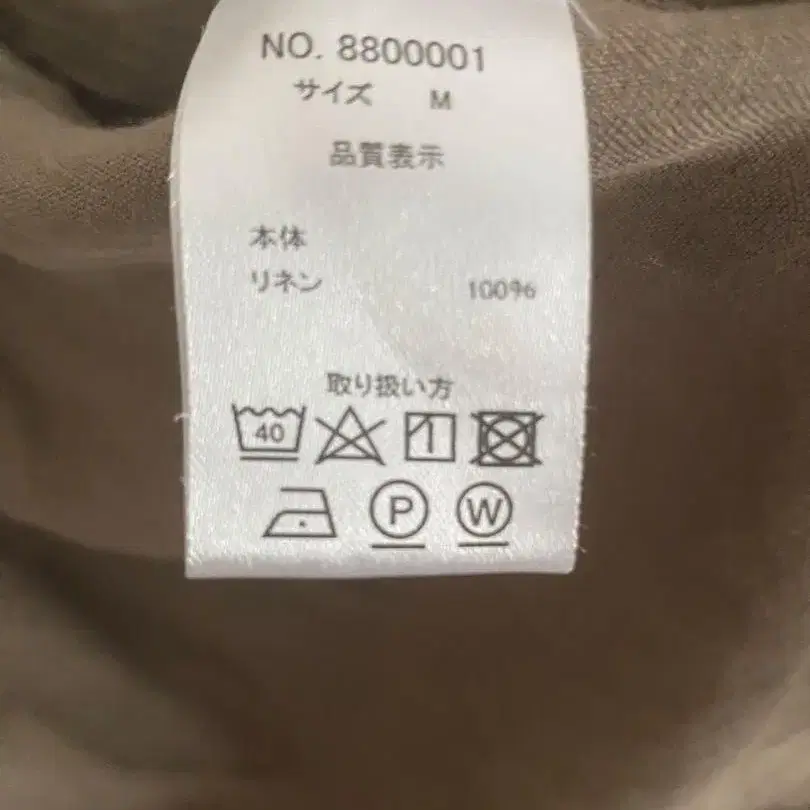 NO. 8800001
サイズ M
品質表示
本体
リネン 100%
取り扱い方
40
P W